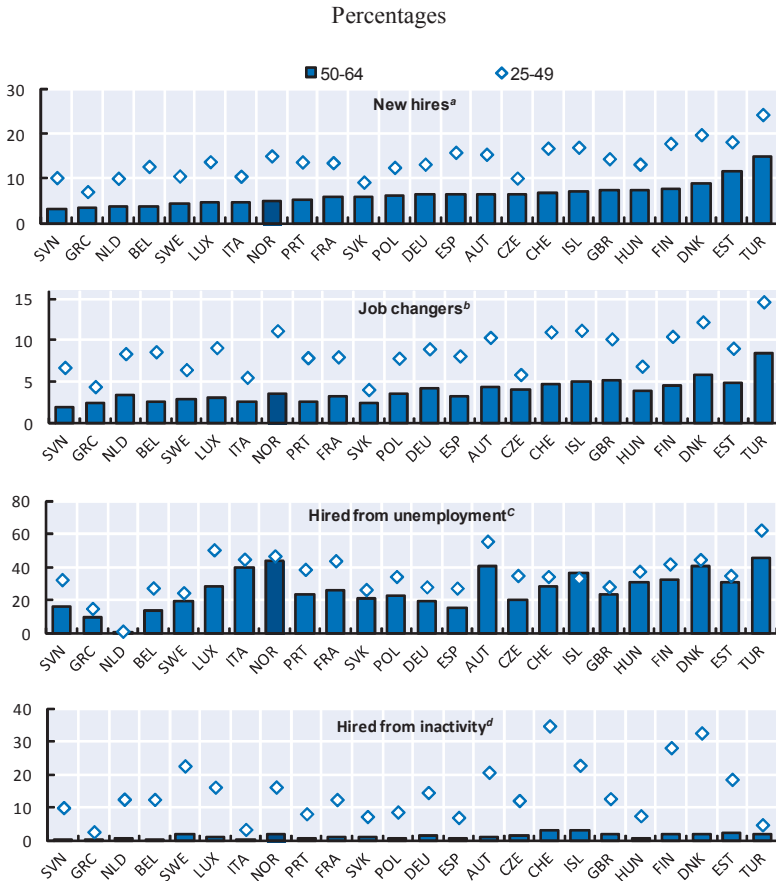 Percentages
50-64 25-49
New hires^a
30
20
10
0
SVN GRC NLD BEL SWE LUX ITA NOR PRT FRA SVK POL DEU ESP AUT CZE CHE ISL GBR HUN FIN DNK EST TUR
Job changers^b
15
10
5
0
SVN GRC NLD BEL SWE LUX ITA NOR PRT FRA SVK POL DEU ESP AUT CZE CHE ISL GBR HUN FIN DNK EST TUR
Hired from unemployment^C
80
60
40
20
0
SVN GRC NLD BEL SWE LUX ITA NOR PRT FRA SVK POL DEU ESP AUT CZE CHE ISL GBR HUN FIN DNK EST TUR
Hired from inactivity^d
40
30
20
10
0
SVN GRC NLD BEL SWE LUX ITA NOR PRT FRA SVK POL DEU ESP AUT CZE CHE ISL GBR HUN FIN DNK EST TUR